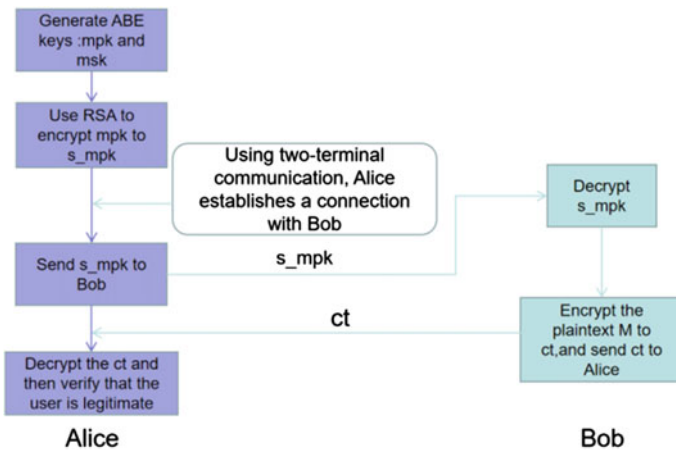 Generate ABE
keys :mpk and
msk
Use RSA to
encrypt mpk to
s_mpk
Using two-terminal
communication, Alice
establishes a connection
with Bob
Decrypt
s_mpk
Send s_mpk to
Bob
s_mpk
ct
Encrypt the
plaintext M to
ct,and send ct to
Alice
Decrypt the ct and
then verify that the
user is legitimate
Alice
Bob